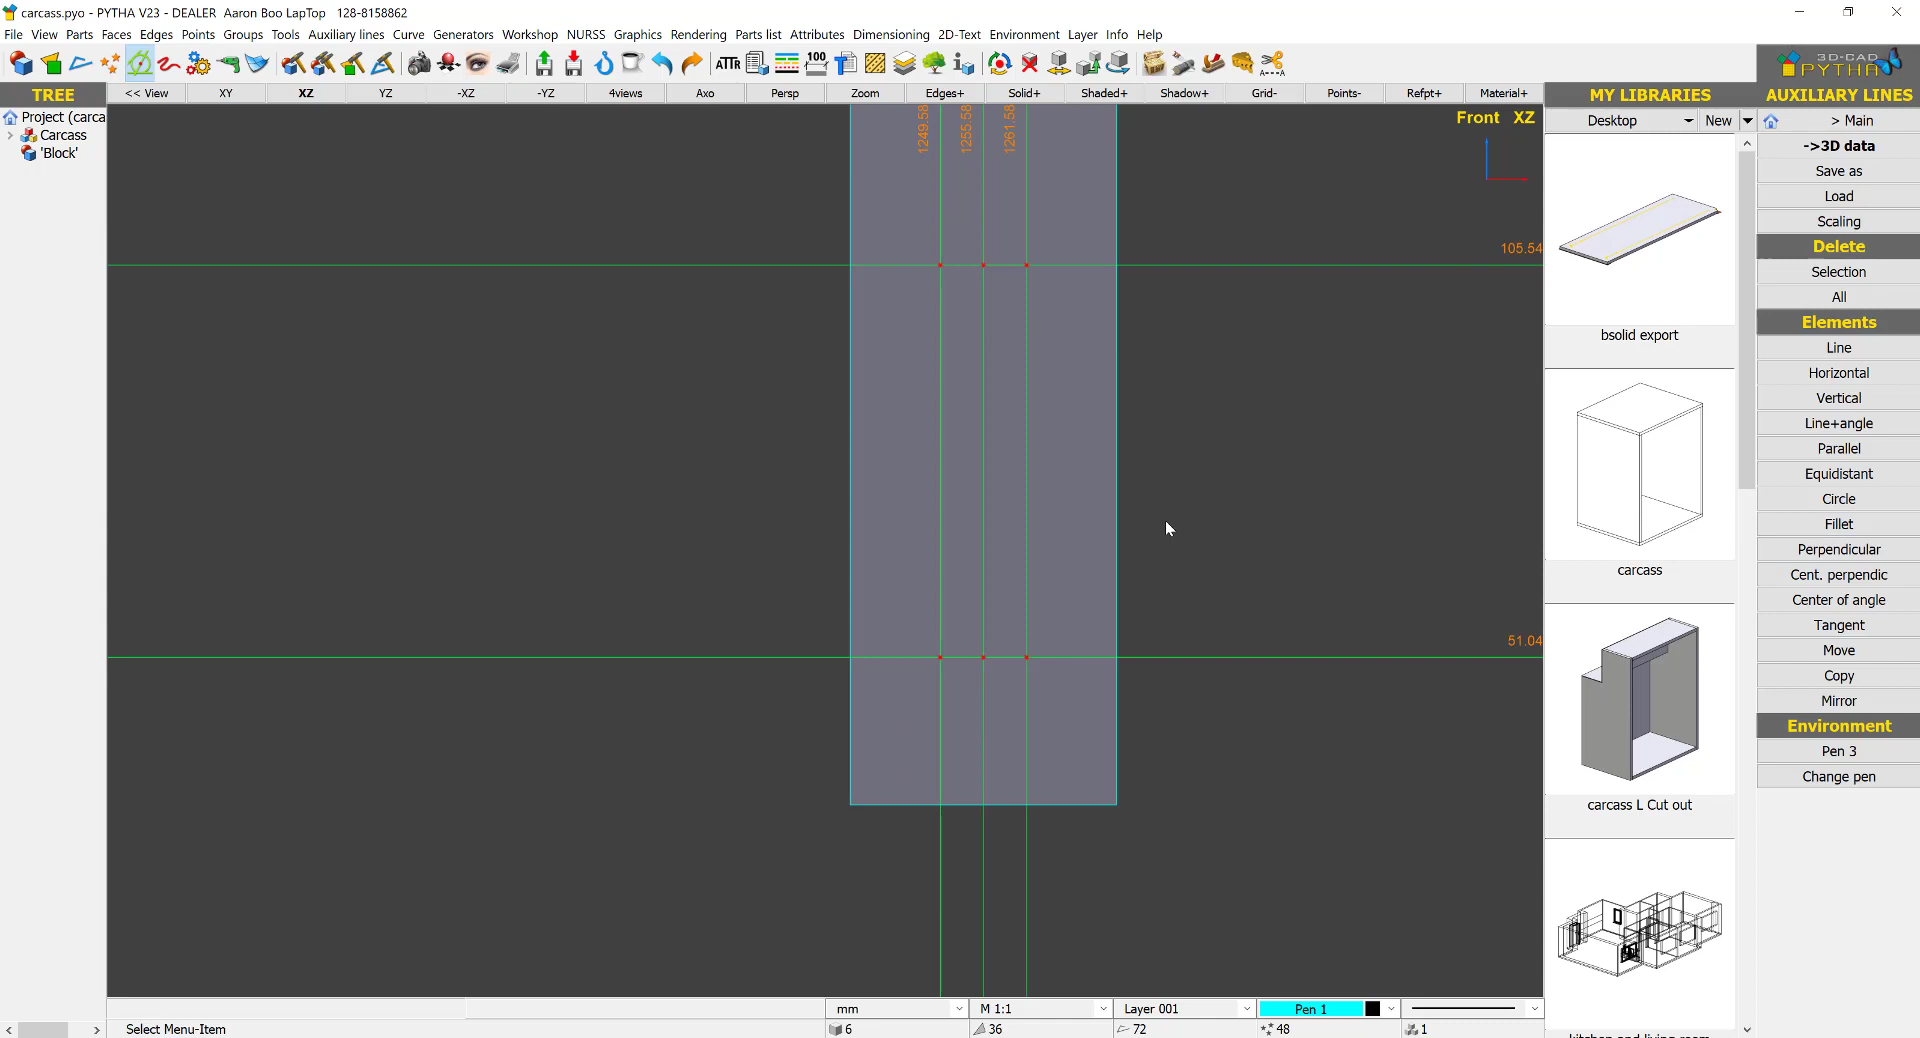 carcass.pyo - PYTHA V23 - DEALER Aaron Boo LapTop 128-8158862
File View Parts Faces Edges Points Groups Tools Auxiliary lines Curve Generators Workshop NURSS Graphics Rendering Parts list Attributes Dimensioning 2D-Text Environment Layer Info Help
ATTR 100 A---A
3D-CAD
PYTHA
TREE
<< View XY XZ YZ -XZ -YZ 4views Axo Persp Zoom Edges+ Solid+ Shaded+ Shadow+ Grid- Points- Refpt+ Material+
MY LIBRARIES
AUXILIARY LINES
Project (carca
Carcass
'Block'
1249.58
1255.58
1261.58
Front XZ
105.54
51.04
Desktop New
bsolid export
carcass
carcass L Cut out
> Main
->3D data
Save as
Load
Scaling
Delete
Selection
All
Elements
Line
Horizontal
Vertical
Line+angle
Parallel
Equidistant
Circle
Fillet
Perpendicular
Cent. perpendic
Center of angle
Tangent
Move
Copy
Mirror
Environment
Pen 3
Change pen
mm M 1:1 Layer 001 Pen 1
Select Menu-Item
6 36 72 48 1